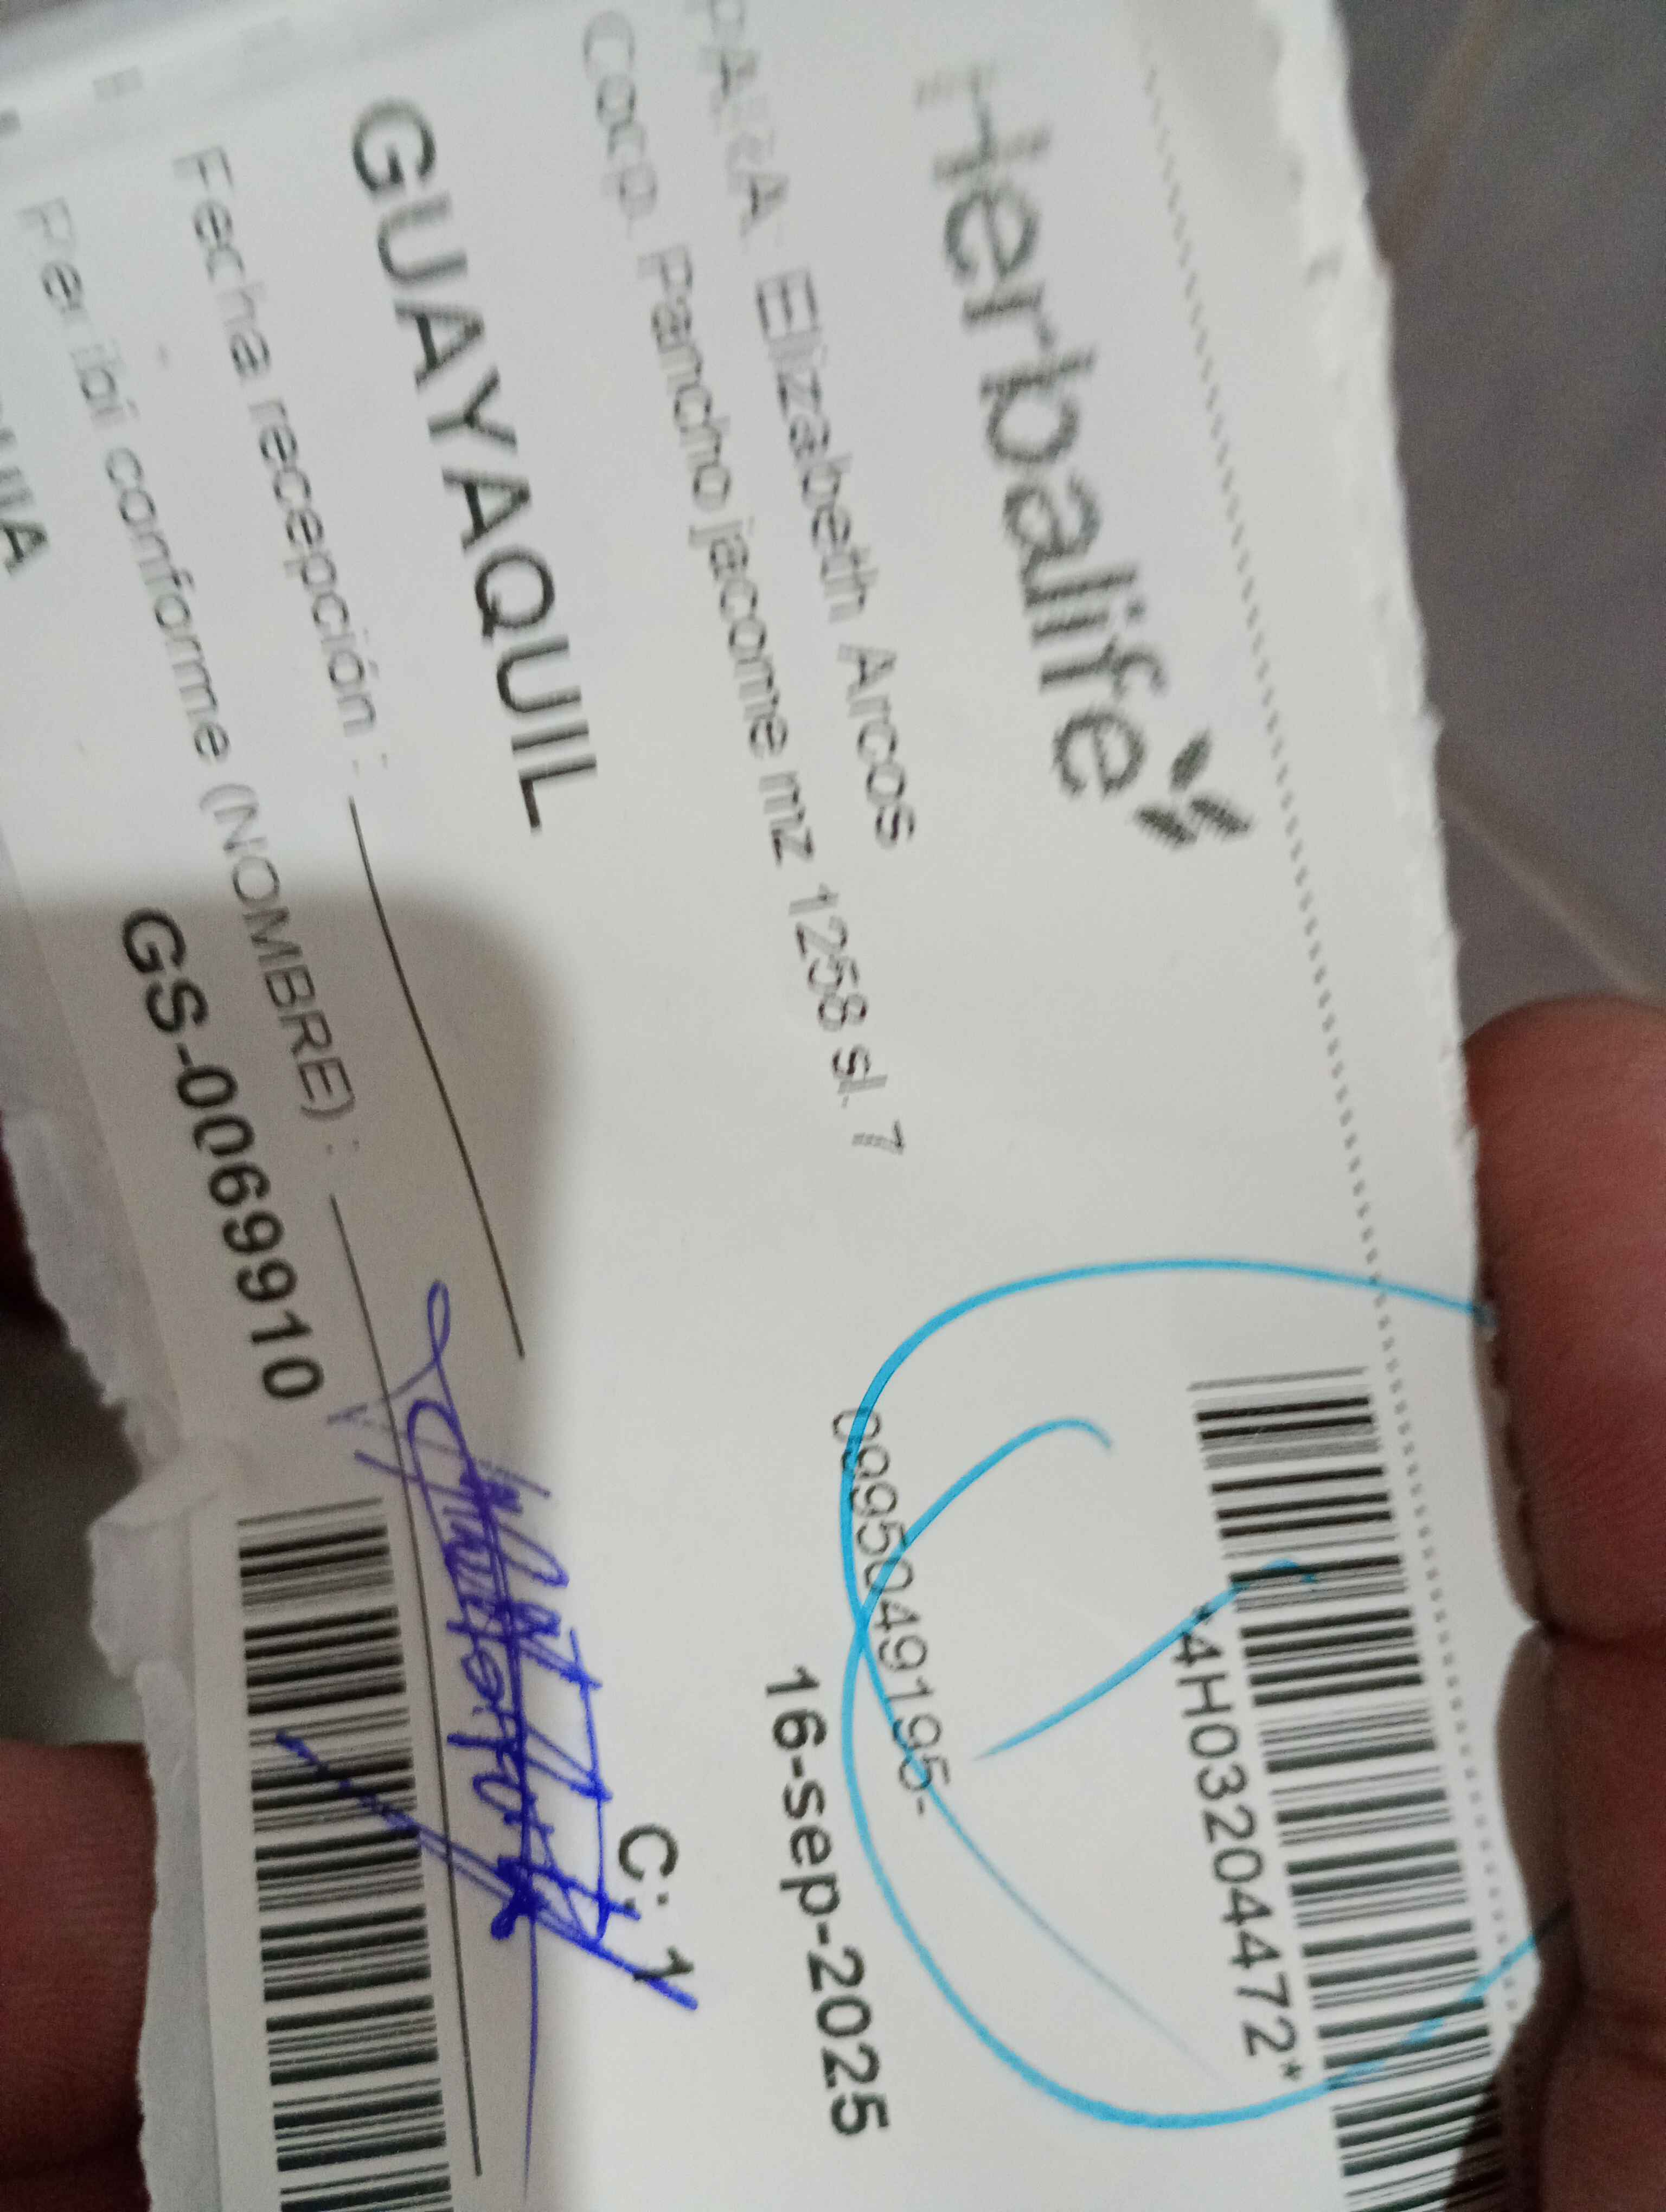 Herbalife
*4H03204472*
PARA: Elizabeth Arcos
0995049195-
Coop. Pancho jacome mz 1258 sl. 7
16-sep-2025
GUAYAQUIL
C: 1
Fecha recepción :
conforme (NOMBRE) :
GS-00699910